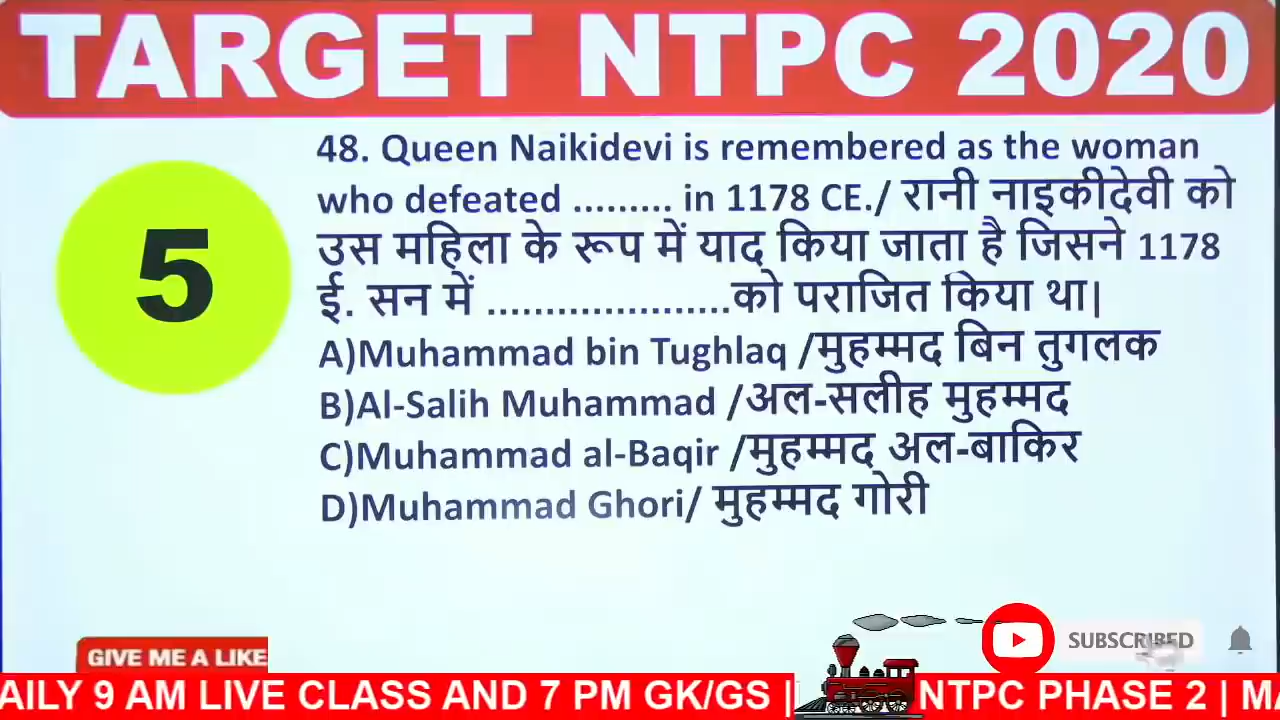 TARGET NTPC 2020
5
48. Queen Naikidevi is remembered as the woman
who defeated ......... in 1178 CE./ रानी नाइकीदेवी को
उस महिला के रूप में याद किया जाता है जिसने 1178
ई. सन में .....................को पराजित किया था|
A)Muhammad bin Tughlaq /मुहम्मद बिन तुगलक
B)Al-Salih Muhammad /अल-सलीह मुहम्मद
C)Muhammad al-Baqir /मुहम्मद अल-बाकिर
D)Muhammad Ghori/ मुहम्मद गोरी
SUBSCRIBED
GIVE ME A LIKE
AILY 9 AM LIVE CLASS AND 7 PM GK/GS | NTPC PHASE 2 |